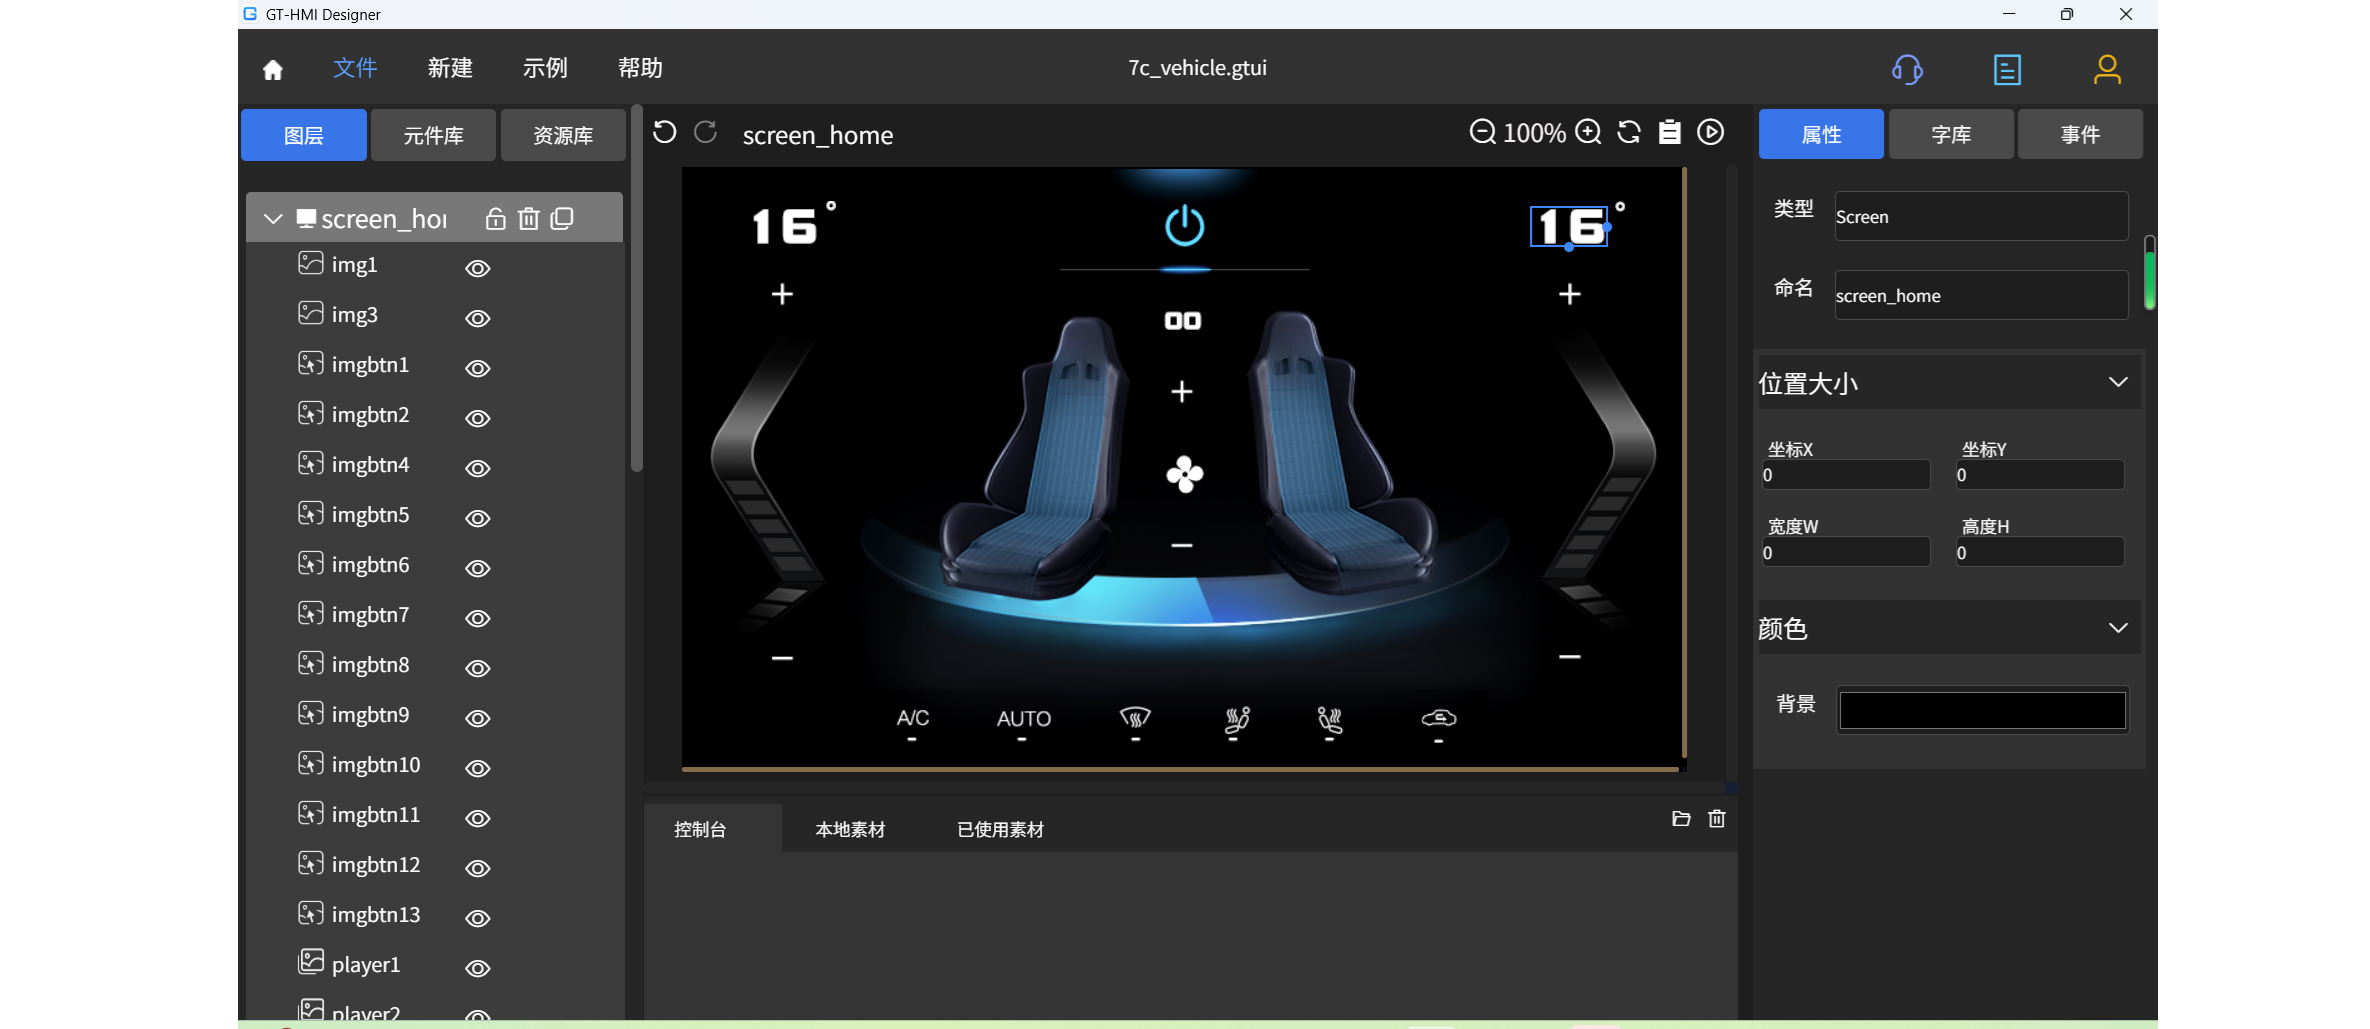 GT-HMI Designer
文件 新建 示例 帮助
7c_vehicle.gtui
图层 元件库 资源库
screen_hor
img1
img3
imgbtn1
imgbtn2
imgbtn4
imgbtn5
imgbtn6
imgbtn7
imgbtn8
imgbtn9
imgbtn10
imgbtn11
imgbtn12
imgbtn13
player1
player2
screen_home
100%
16°
16°
+
+
00
+
−
−
−
A/C
AUTO
控制台 本地素材 已使用素材
属性 字库 事件
类型 Screen
命名 screen_home
位置大小
坐标X 坐标Y
0 0
宽度W 高度H
0 0
颜色
背景